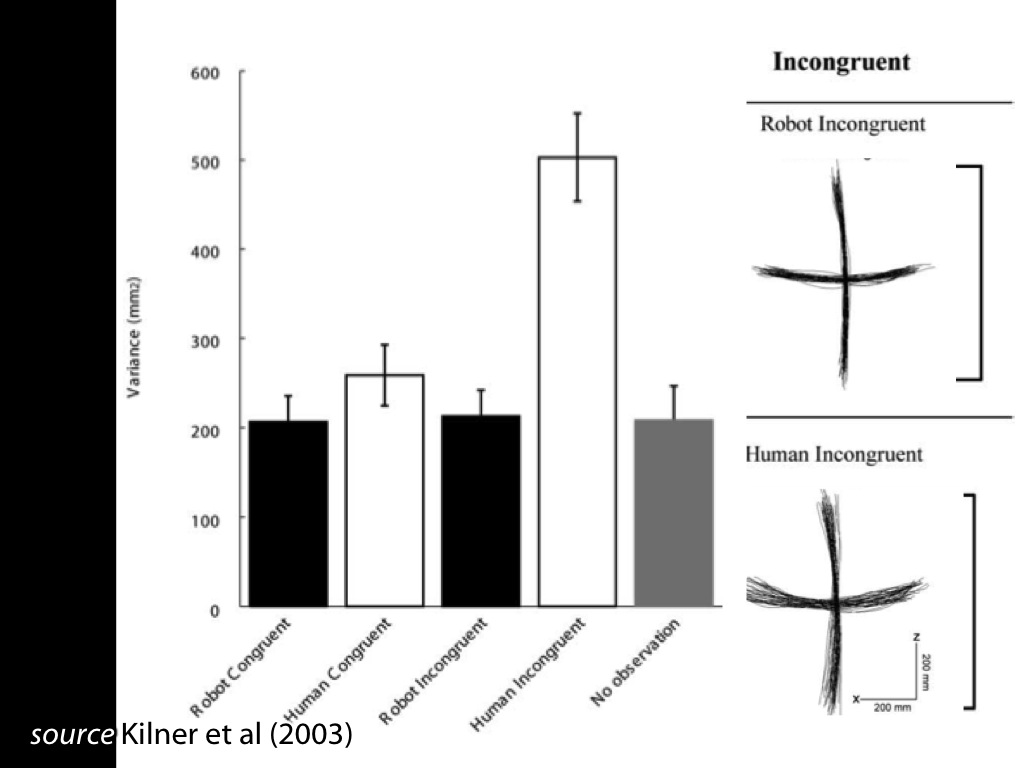 600
500
400
300
200
100
0
Variance (mm2)
Robot Congruent
Human Congruent
Robot Incongruent
Human Incongruent
No observation
Incongruent
Robot Incongruent
Human Incongruent
Z
200 mm
X
200 mm
source Kilner et al (2003)